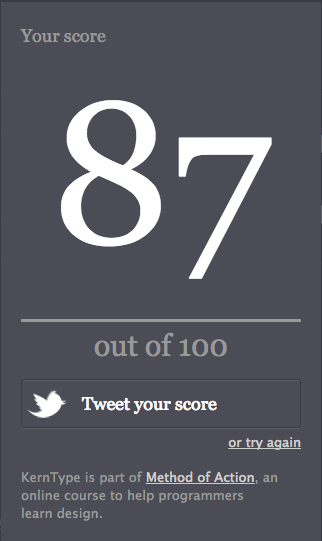 Your score
87
out of 100
Tweet your score
or try again
KernType is part of Method of Action, an
online course to help programmers
learn design.